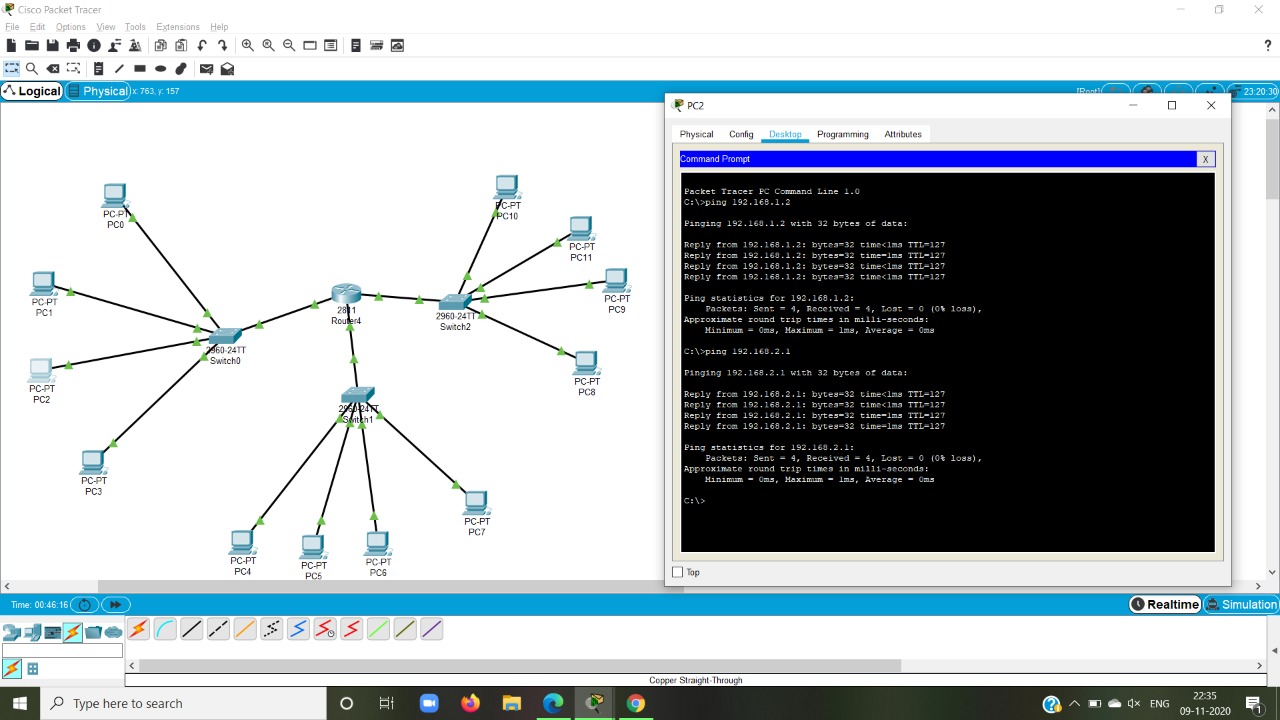 Cisco Packet Tracer
File Edit Options View Tools Extensions Help
?
Logical Physical x: 763, y: 157 [Root] 23:20:30
PC-PT
PC0
PC-PT
PC1
PC-PT
PC2
PC-PT
PC3
2960-24TT
Switch0
2811
Router4
2960-24TT
Switch2
2950-24TT
Switch1
PC-PT
PC10
PC-PT
PC11
PC-PT
PC9
PC-PT
PC8
PC-PT
PC7
PC-PT
PC4
PC-PT
PC5
PC-PT
PC6
PC2
Physical Config Desktop Programming Attributes
Command Prompt X
Packet Tracer PC Command Line 1.0
C:\>ping 192.168.1.2
Pinging 192.168.1.2 with 32 bytes of data:
Reply from 192.168.1.2: bytes=32 time<1ms TTL=127
Reply from 192.168.1.2: bytes=32 time=1ms TTL=127
Reply from 192.168.1.2: bytes=32 time<1ms TTL=127
Reply from 192.168.1.2: bytes=32 time<1ms TTL=127
Ping statistics for 192.168.1.2:
Packets: Sent = 4, Received = 4, Lost = 0 (0% loss),
Approximate round trip times in milli-seconds:
Minimum = 0ms, Maximum = 1ms, Average = 0ms
C:\>ping 192.168.2.1
Pinging 192.168.2.1 with 32 bytes of data:
Reply from 192.168.2.1: bytes=32 time<1ms TTL=127
Reply from 192.168.2.1: bytes=32 time<1ms TTL=127
Reply from 192.168.2.1: bytes=32 time=1ms TTL=127
Reply from 192.168.2.1: bytes=32 time=1ms TTL=127
Ping statistics for 192.168.2.1:
Packets: Sent = 4, Received = 4, Lost = 0 (0% loss),
Approximate round trip times in milli-seconds:
Minimum = 0ms, Maximum = 1ms, Average = 0ms
C:\>
Top
Time: 00:46:16
Realtime Simulation
Copper Straight-Through
Type here to search
ENG
22:35
09-11-2020